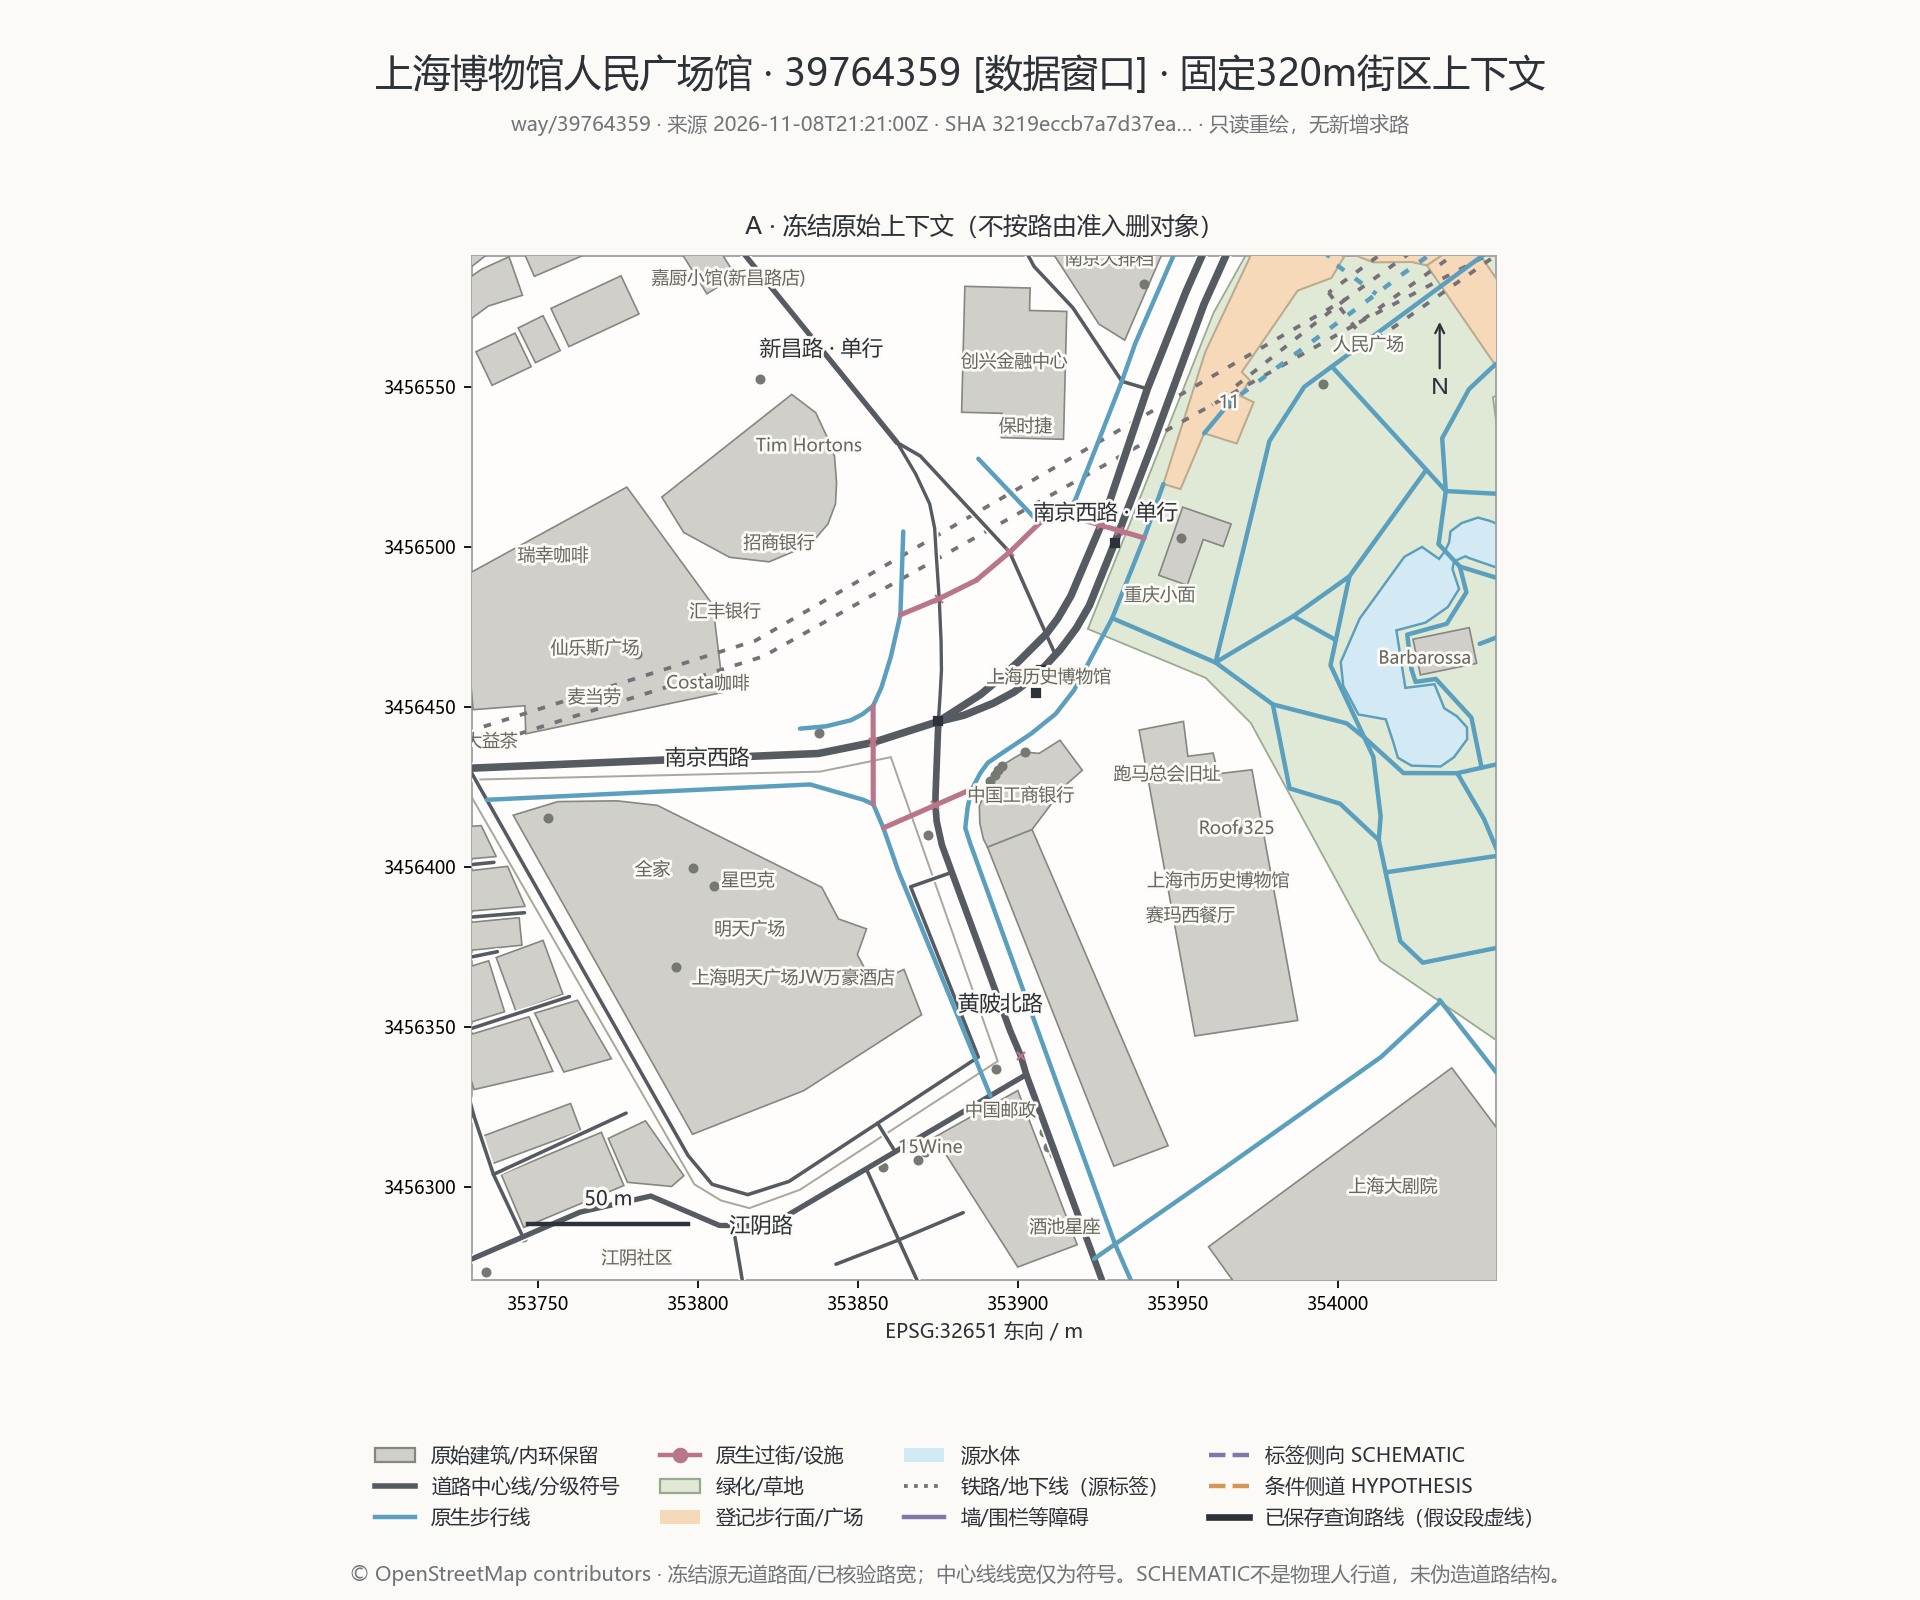 上海博物馆人民广场馆 · 39764359 [数据窗口] · 固定320m街区上下文
way/39764359 · 来源 2026-11-08T21:21:00Z · SHA 3219eccb7a7d37ea... · 只读重绘，无新增求路
A · 冻结原始上下文（不按路由准入删对象）
南京大排档
嘉厨小馆(新昌路店)
人民广场
新昌路 · 单行
创兴金融中心
N
3456550
11
保时捷
Tim Hortons
南京西路 · 单行
招商银行
3456500
瑞幸咖啡
重庆小面
汇丰银行
仙乐斯广场
Barbarossa
上海历史博物馆
Costa咖啡
麦当劳
3456450
大益茶
南京西路
跑马总会旧址
中国工商银行
Roof 325
3456400
全家
星巴克
上海市历史博物馆
赛玛西餐厅
明天广场
上海明天广场JW万豪酒店
黄陂北路
3456350
中国邮政
15Wine
3456300
上海大剧院
50 m
江阴路
酒池星座
江阴社区
353750
353800
353850
353900
353950
354000
EPSG:32651 东向 / m
原始建筑/内环保留
道路中心线/分级符号
原生步行线
原生过街/设施
绿化/草地
登记步行面/广场
源水体
铁路/地下线（源标签）
墙/围栏等障碍
标签侧向 SCHEMATIC
条件侧道 HYPOTHESIS
已保存查询路线（假设段虚线）
© OpenStreetMap contributors · 冻结源无道路面/已核验路宽；中心线线宽仅为符号。SCHEMATIC不是物理人行道，未伪造道路结构。